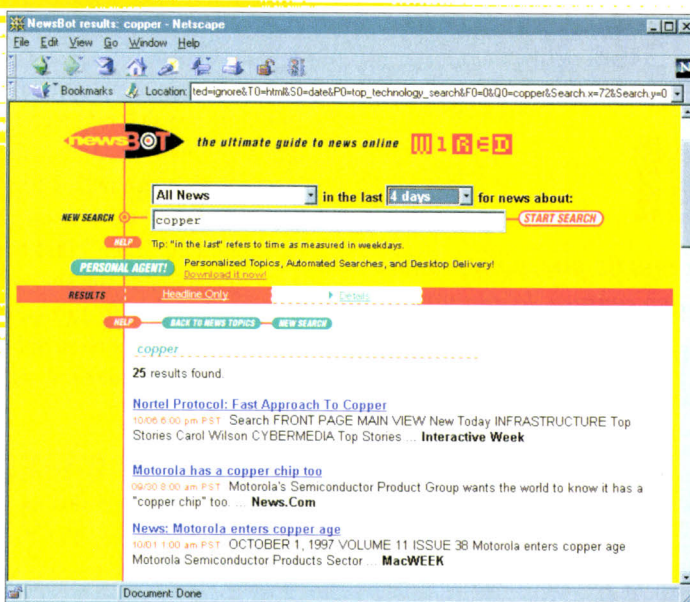 NewsBot results: copper - Netscape
File Edit View Go Window Help
Bookmarks Location: ted=ignore&T0=html&S0=date&P0=top_technology_search&F0=0&Q0=copper&Search.x=72&Search.y=0
newsBOT the ultimate guide to news online W1RED
All News in the last 4 days for news about:
NEW SEARCH copper START SEARCH
HELP Tip: "in the last" refers to time as measured in weekdays.
PERSONAL AGENT! Personalized Topics, Automated Searches, and Desktop Delivery!
Download it now!
RESULTS Headline Only Details
HELP BACK TO NEWS TOPICS NEW SEARCH
copper
25 results found.
Nortel Protocol: Fast Approach To Copper
10/06 6:00 pm PST Search FRONT PAGE MAIN VIEW New Today INFRASTRUCTURE Top
Stories Carol Wilson CYBERMEDIA Top Stories ... Interactive Week
Motorola has a copper chip too
09/30 8:00 am PST Motorola's Semiconductor Product Group wants the world to know it has a
"copper chip" too. ... News.Com
News: Motorola enters copper age
10/01 1:00 am PST OCTOBER 1, 1997 VOLUME 11 ISSUE 38 Motorola enters copper age
Motorola Semiconductor Products Sector ... MacWEEK
Document: Done